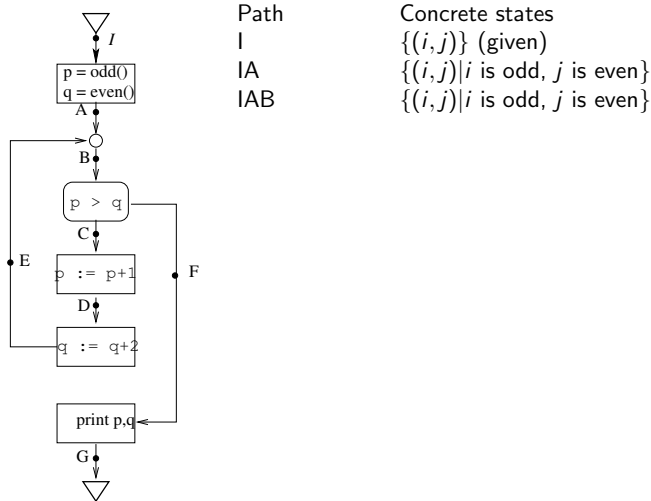 Path Concrete states
I {(i, j)} (given)
IA {(i, j)|i is odd, j is even}
IAB {(i, j)|i is odd, j is even}
I
p = odd()
q = even()
A
B
p > q
C
E
F
p := p+1
D
q := q+2
print p,q
G